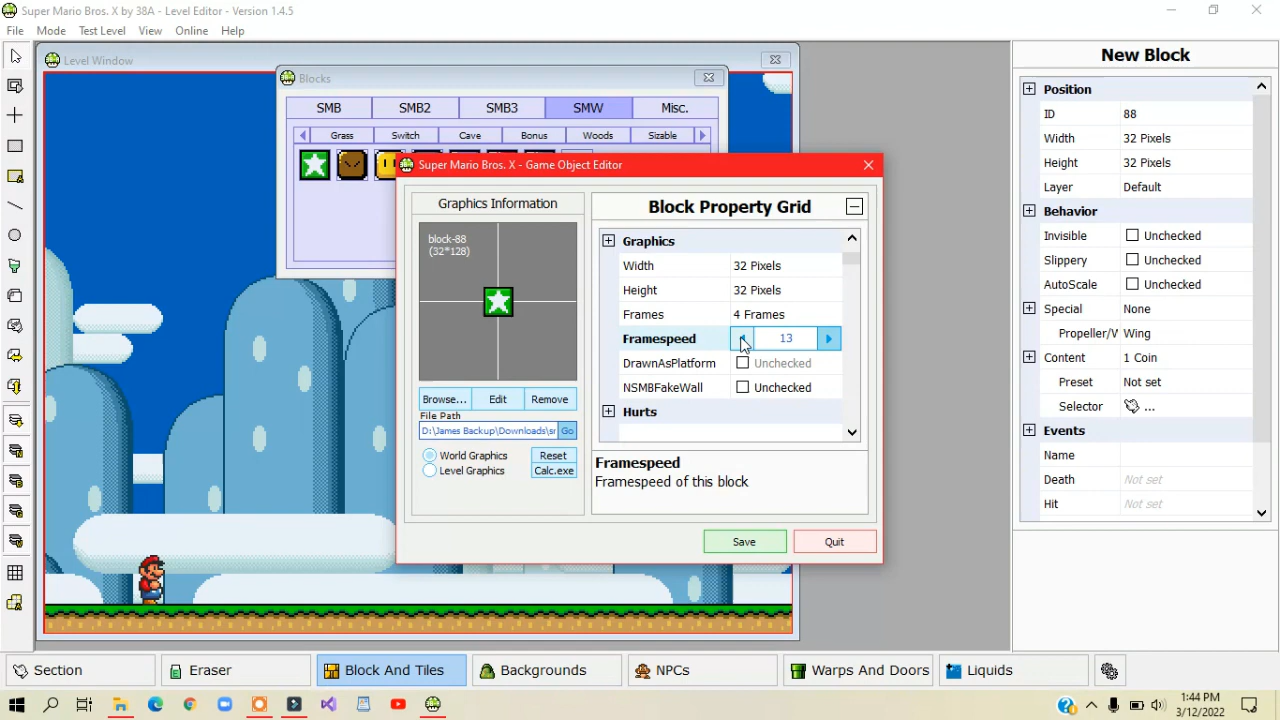 Super Mario Bros. X by 38A - Level Editor - Version 1.4.5
File Mode Test Level View Online Help
Level Window
Blocks
SMB SMB2 SMB3 SMW Misc.
Grass Switch Cave Bonus Woods Sizable
Super Mario Bros. X - Game Object Editor
Graphics Information
block-88
(32*128)
Browse... Edit Remove
File Path
D:\James Backup\Downloads\sr Go
World Graphics Reset
Level Graphics Calc.exe
Block Property Grid
Graphics
Width 32 Pixels
Height 32 Pixels
Frames 4 Frames
Framespeed 13
DrawnAsPlatform Unchecked
NSMBFakeWall Unchecked
Hurts
Framespeed
Framespeed of this block
Save Quit
New Block
Position
ID 88
Width 32 Pixels
Height 32 Pixels
Layer Default
Behavior
Invisible Unchecked
Slippery Unchecked
AutoScale Unchecked
Special None
Propeller/W Wing
Content 1 Coin
Preset Not set
Selector ...
Events
Name
Death Not set
Hit Not set
Section Eraser Block And Tiles Backgrounds NPCs Warps And Doors Liquids
1:44 PM
3/12/2022